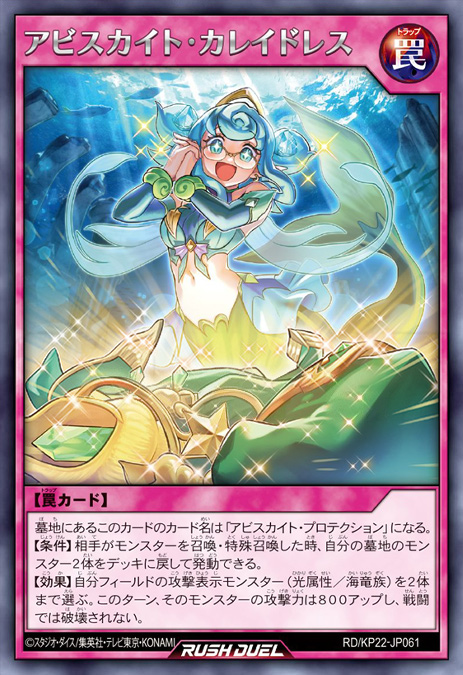 アビスカイト・カレイドレス
トラップ
罠
【罠カード】
墓地にあるこのカードのカード名は「アビスカイト・プロテクション」になる。
【条件】相手がモンスターを召喚・特殊召喚した時、自分の墓地のモン
スター2体をデッキに戻して発動できる。
【効果】自分フィールドの攻撃表示モンスター（光属性／海竜族）を2体
まで選ぶ。このターン、そのモンスターの攻撃力は800アップし、戦闘
では破壊されない。
©スタジオ・ダイス/集英社・テレビ東京・KONAMI
RUSH DUEL
RD/KP22-JP061